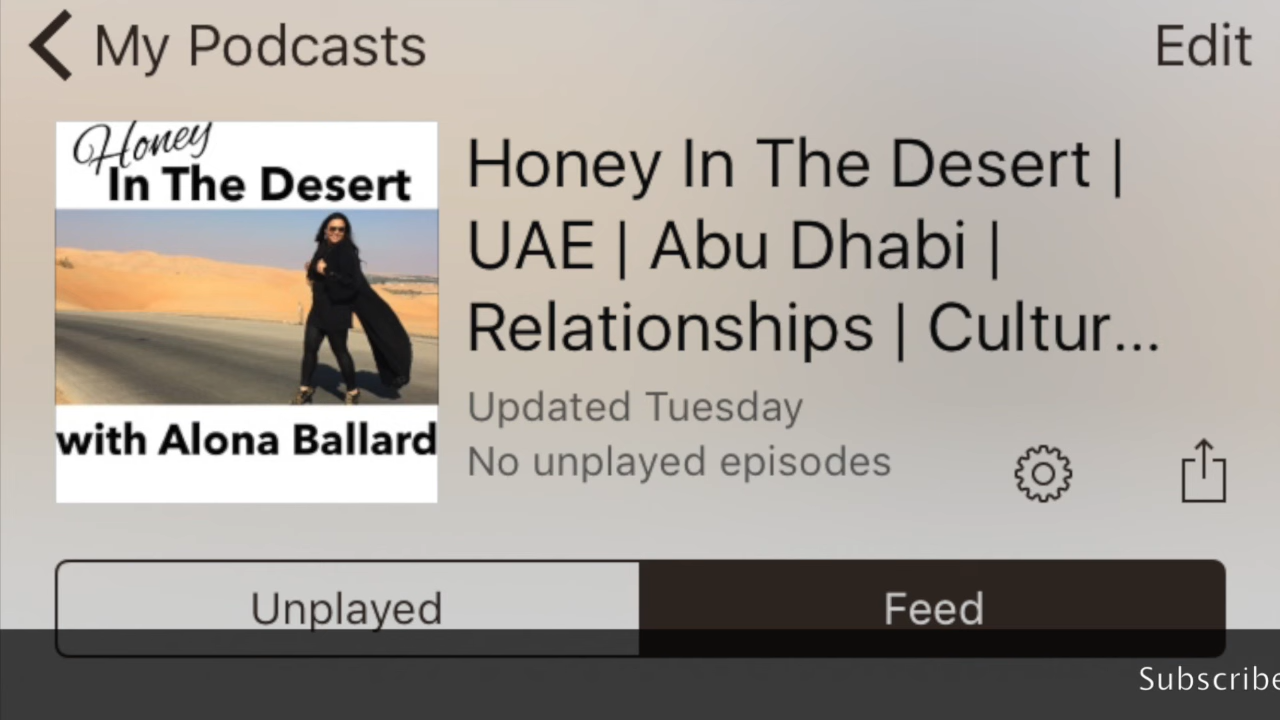 My Podcasts
Edit
Honey
In The Desert
with Alona Ballard
Honey In The Desert |
UAE | Abu Dhabi |
Relationships | Cultur...
Updated Tuesday
No unplayed episodes
Unplayed
Feed
Subscribe